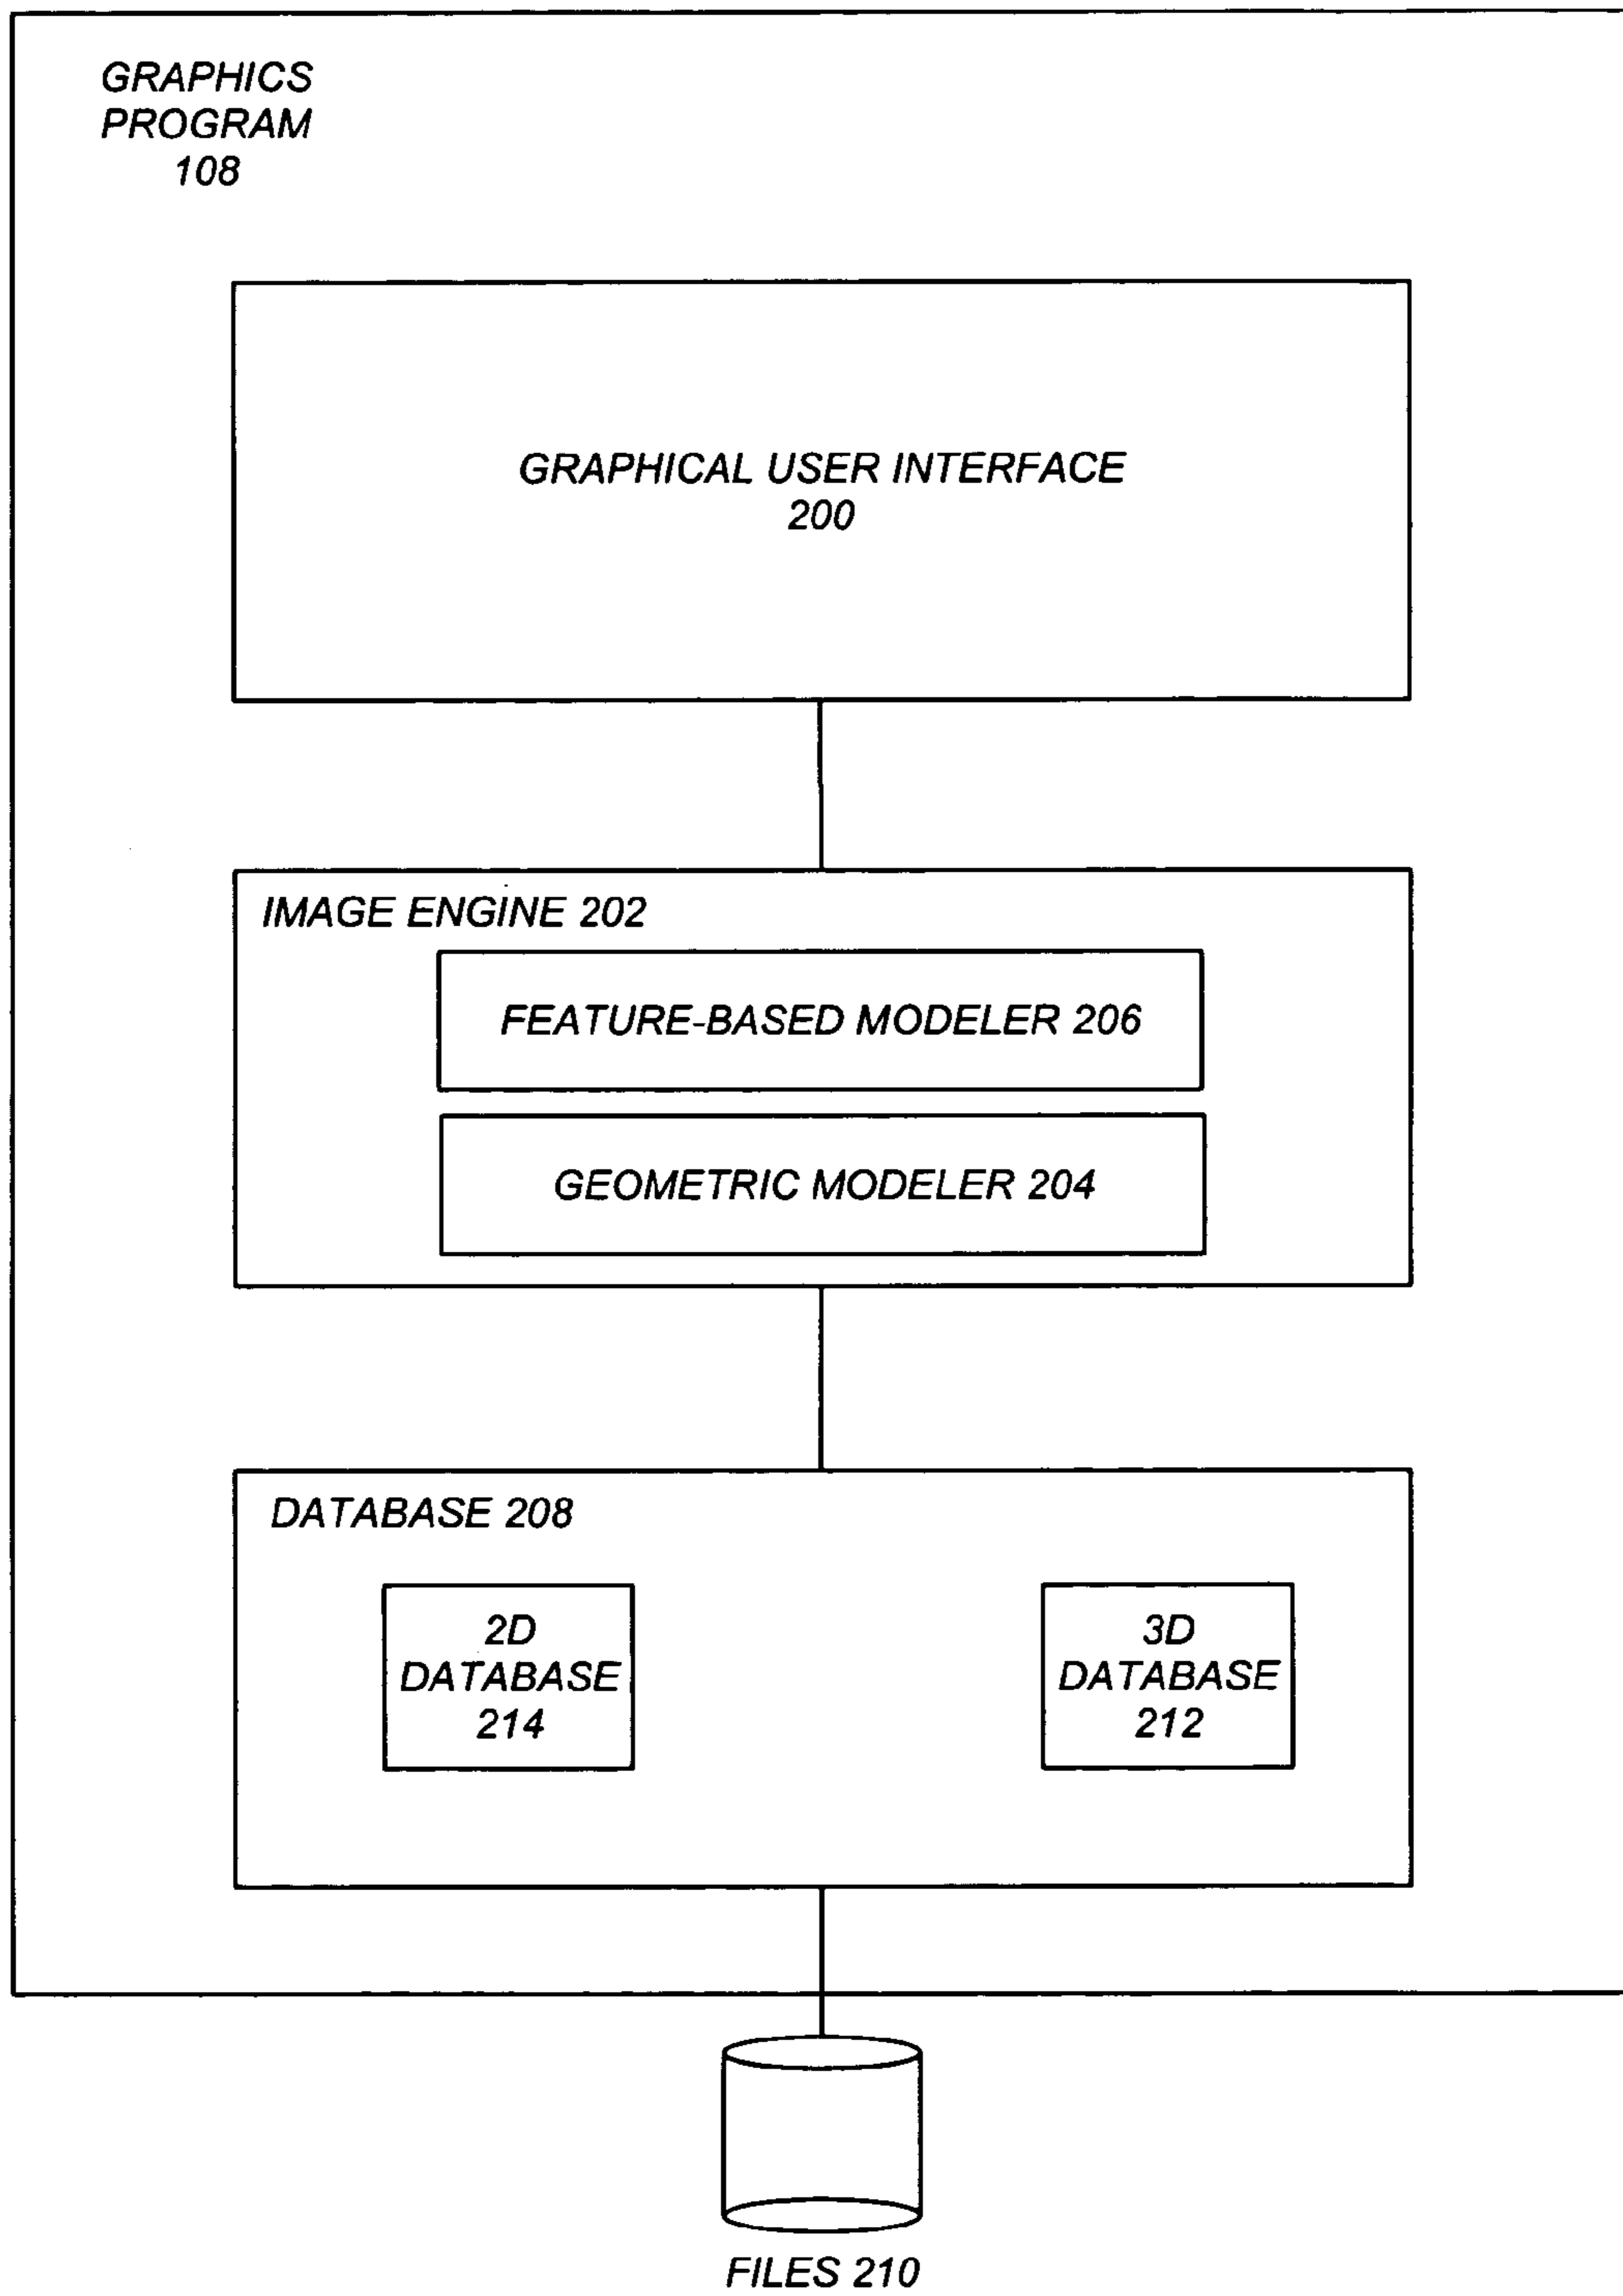 GRAPHICS
PROGRAM
108
GRAPHICAL USER INTERFACE
200
IMAGE ENGINE 202
FEATURE-BASED MODELER 206
GEOMETRIC MODELER 204
DATABASE 208
2D
DATABASE
214
3D
DATABASE
212
FILES 210